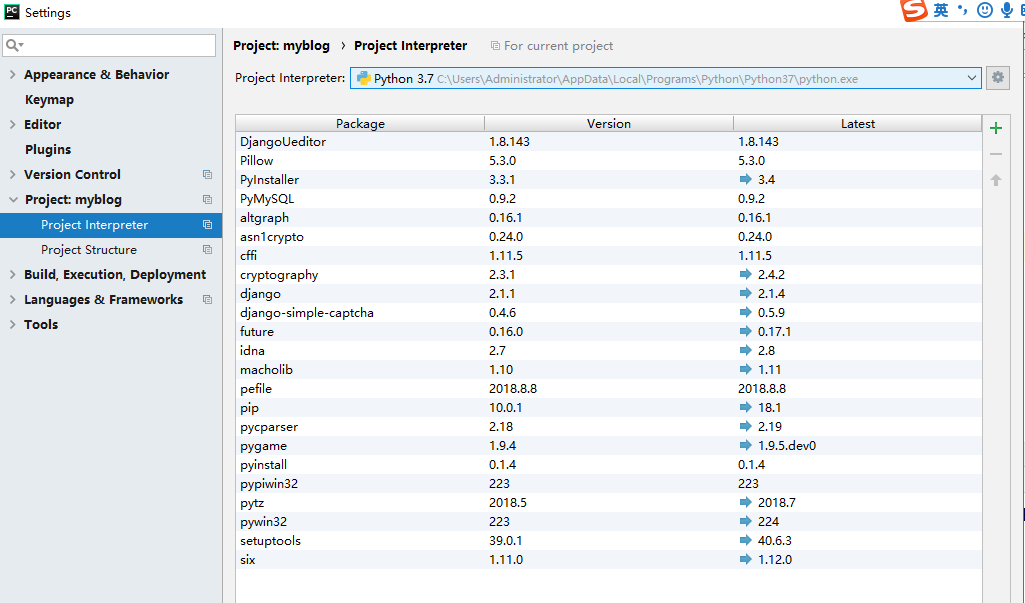 PC Settings
S 英
Project: myblog › Project Interpreter For current project
Project Interpreter: Python 3.7 C:\Users\Administrator\AppData\Local\Programs\Python\Python37\python.exe
Appearance & Behavior
Keymap
Editor
Plugins
Version Control
Project: myblog
Project Interpreter
Project Structure
Build, Execution, Deployment
Languages & Frameworks
Tools
Package Version Latest
DjangoUeditor 1.8.143 1.8.143
Pillow 5.3.0 5.3.0
PyInstaller 3.3.1 3.4
PyMySQL 0.9.2 0.9.2
altgraph 0.16.1 0.16.1
asn1crypto 0.24.0 0.24.0
cffi 1.11.5 1.11.5
cryptography 2.3.1 2.4.2
django 2.1.1 2.1.4
django-simple-captcha 0.4.6 0.5.9
future 0.16.0 0.17.1
idna 2.7 2.8
macholib 1.10 1.11
pefile 2018.8.8 2018.8.8
pip 10.0.1 18.1
pycparser 2.18 2.19
pygame 1.9.4 1.9.5.dev0
pyinstall 0.1.4 0.1.4
pypiwin32 223 223
pytz 2018.5 2018.7
pywin32 223 224
setuptools 39.0.1 40.6.3
six 1.11.0 1.12.0